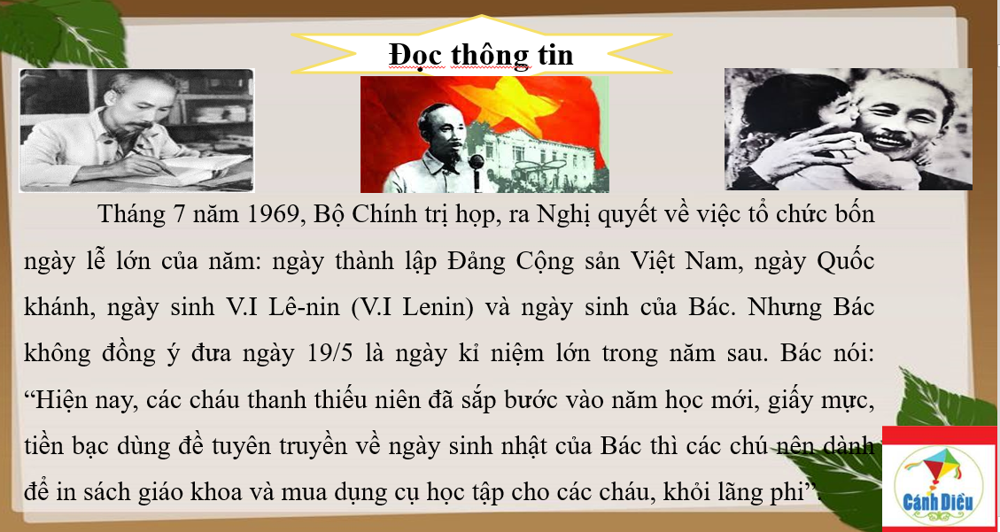 Đọc thông tin
Tháng 7 năm 1969, Bộ Chính trị họp, ra Nghị quyết về việc tổ chức bốn
ngày lễ lớn của năm: ngày thành lập Đảng Cộng sản Việt Nam, ngày Quốc
khánh, ngày sinh V.I Lê-nin (V.I Lenin) và ngày sinh của Bác. Nhưng Bác
không đồng ý đưa ngày 19/5 là ngày kỉ niệm lớn trong năm sau. Bác nói:
“Hiện nay, các cháu thanh thiếu niên đã sắp bước vào năm học mới, giấy mực,
tiền bạc dùng đề tuyên truyền về ngày sinh nhật của Bác thì các chú nên dành
để in sách giáo khoa và mua dụng cụ học tập cho các cháu, khỏi lãng phi”.
Cánh Diều